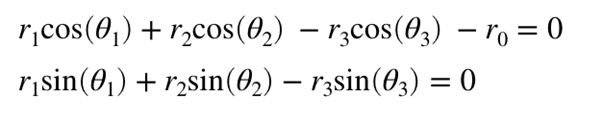 r₁cos(θ₁) + r₂cos(θ₂) − r₃cos(θ₃) − r₀ = 0
r₁sin(θ₁) + r₂sin(θ₂) − r₃sin(θ₃) = 0